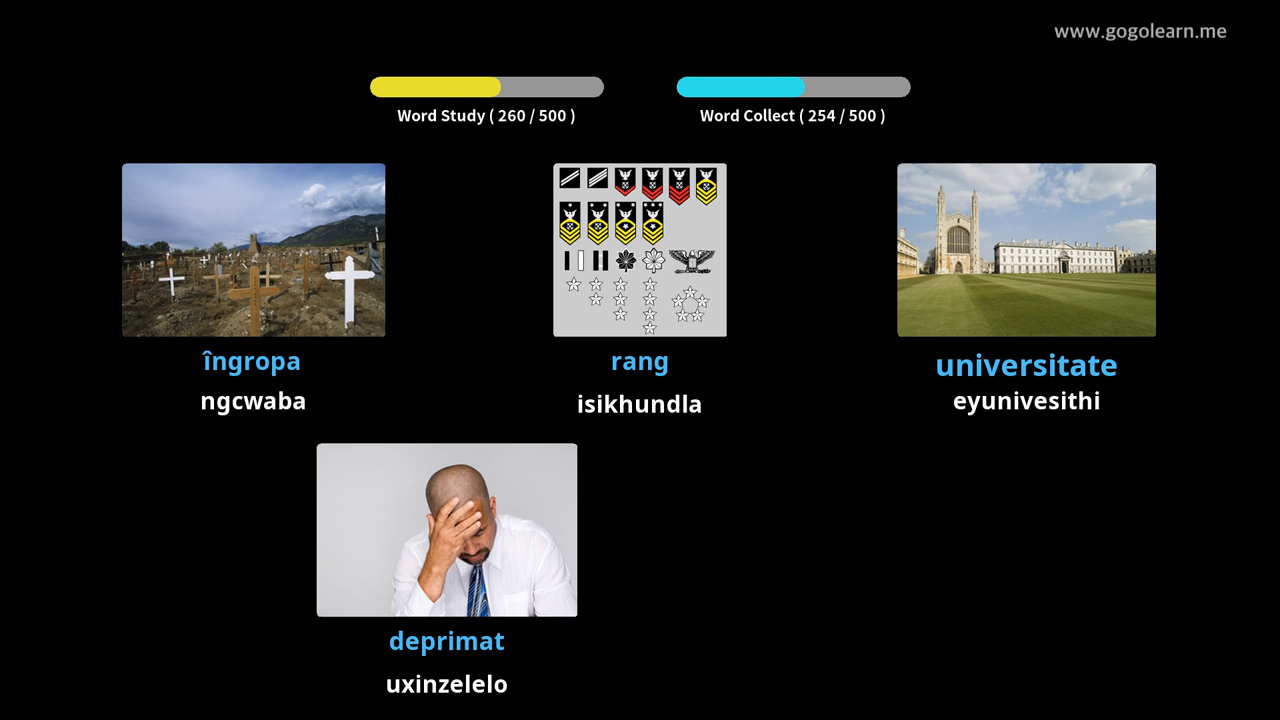 www.gogolearn.me
Word Study ( 260 / 500 )
Word Collect ( 254 / 500 )
îngropa
ngcwaba
rang
isikhundla
universitate
eyunivesithi
deprimat
uxinzelelo